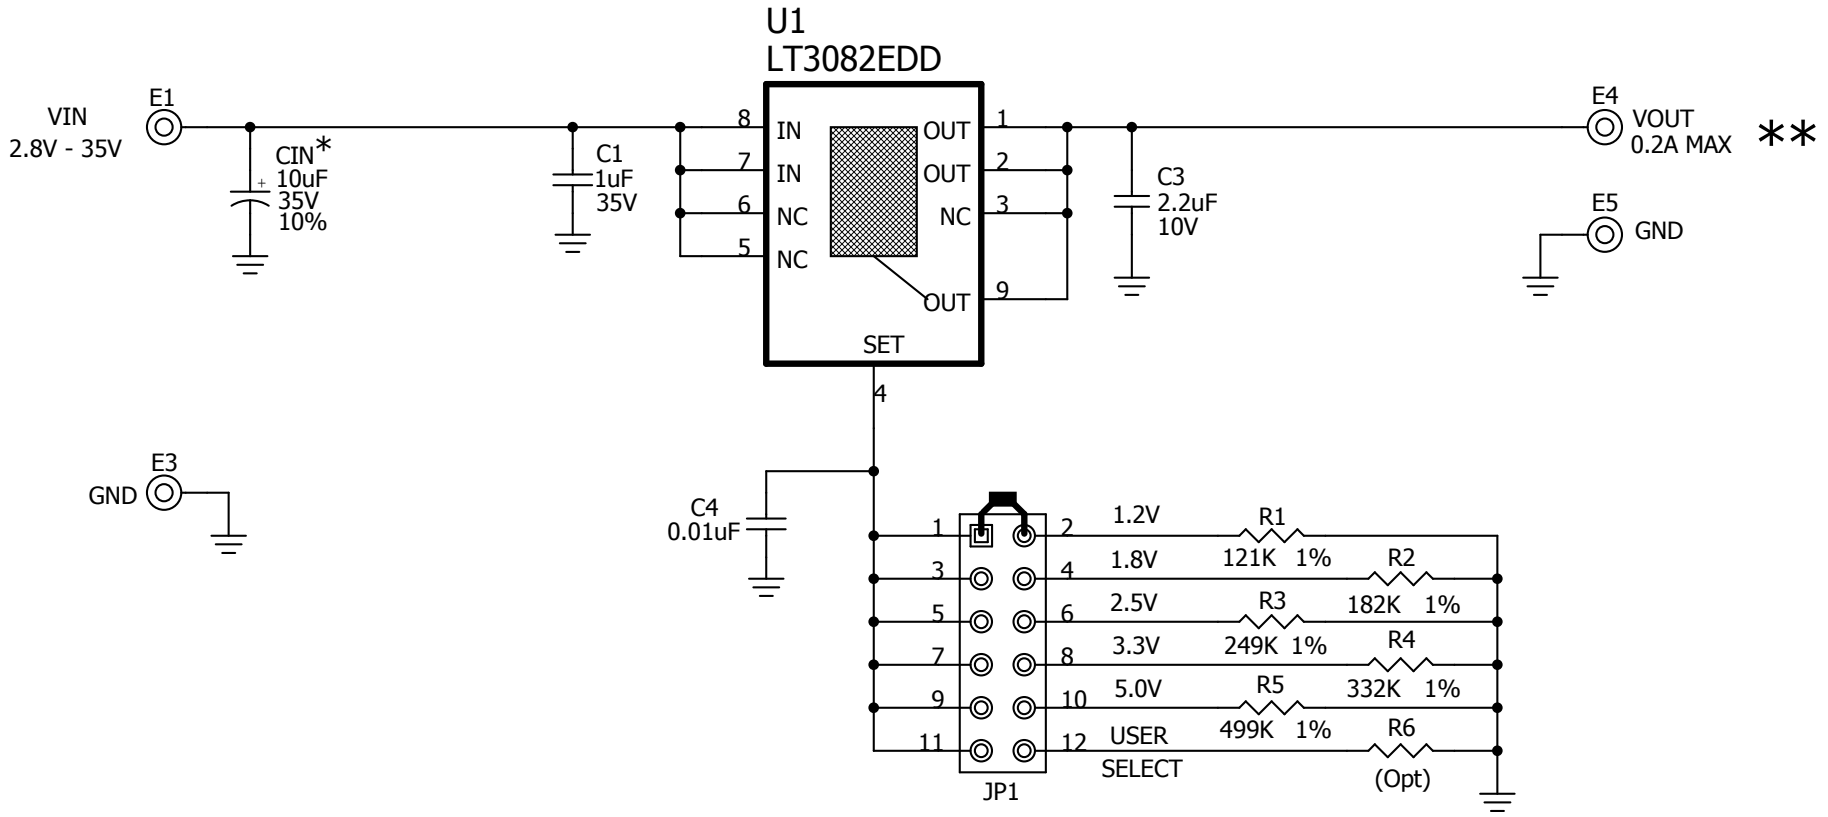 U1
LT3082EDD
VIN
2.8V - 35V
E1
CIN*
+
10uF
35V
10%
C1
1uF
35V
8
7
6
5
IN
IN
NC
NC
OUT
OUT
NC
OUT
SET
1
2
3
9
4
C3
2.2uF
10V
E4
VOUT
0.2A MAX
**
E5
GND
E3
GND
C4
0.01uF
1
2
1.2V
R1
121K 1%
3
4
1.8V
R2
182K 1%
5
6
2.5V
R3
249K 1%
7
8
3.3V
R4
332K 1%
9
10
5.0V
R5
499K 1%
11
12
USER
SELECT
R6
(Opt)
JP1